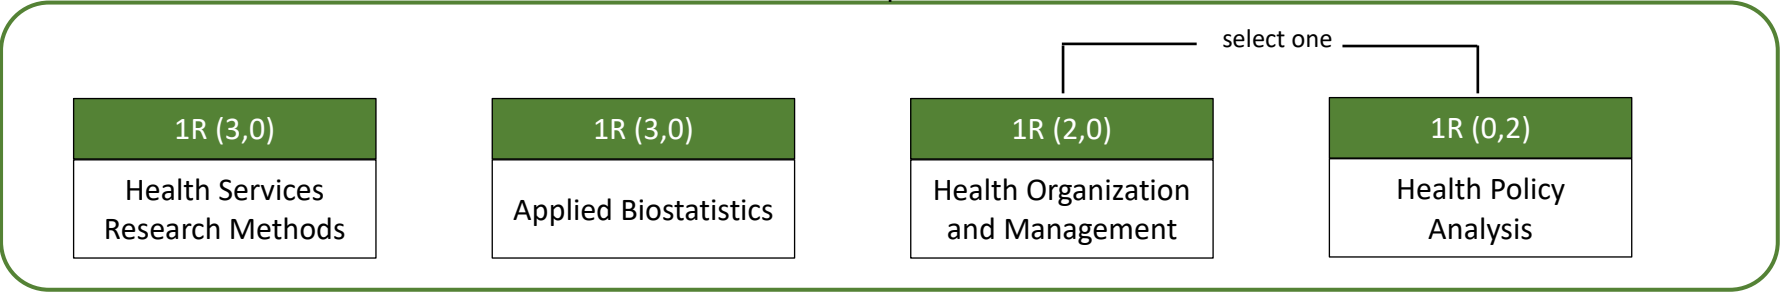 select one
1R (3,0)
1R (3,0)
1R (2,0)
1R (0,2)
Health Services
Research Methods
Applied Biostatistics
Health Organization
and Management
Health Policy
Analysis